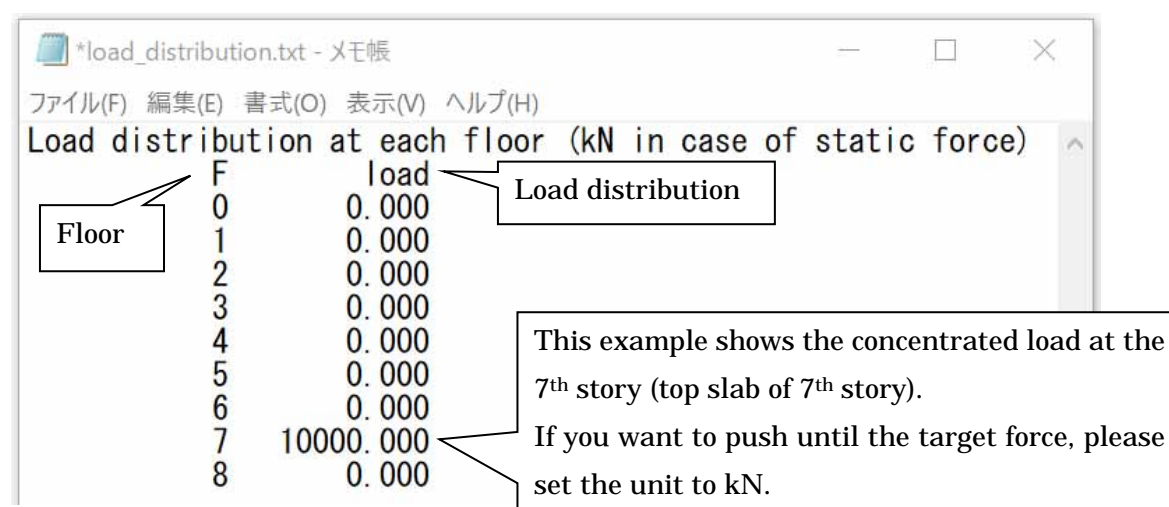 *load_distribution.txt - メモ帳
ファイル(F) 編集(E) 書式(O) 表示(V) ヘルプ(H)
Load distribution at each floor (kN in case of static force)
F load
Load distribution
Floor
0 0.000
1 0.000
2 0.000
3 0.000
4 0.000
5 0.000
6 0.000
7 10000.000
8 0.000
This example shows the concentrated load at the
7th story (top slab of 7th story).
If you want to push until the target force, please
set the unit to kN.